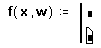 f(x,w) :=